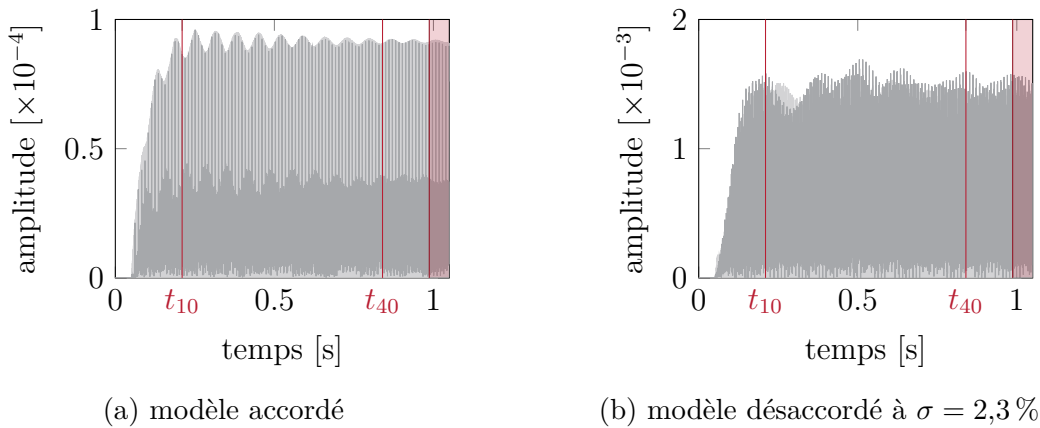 1
0.5
0
0
t₁₀
0.5
t₄₀
1
amplitude [×10⁻⁴]
temps [s]
(a) modèle accordé
2
1
0
0
t₁₀
0.5
t₄₀
1
amplitude [×10⁻³]
temps [s]
(b) modèle désaccordé à σ = 2,3 %